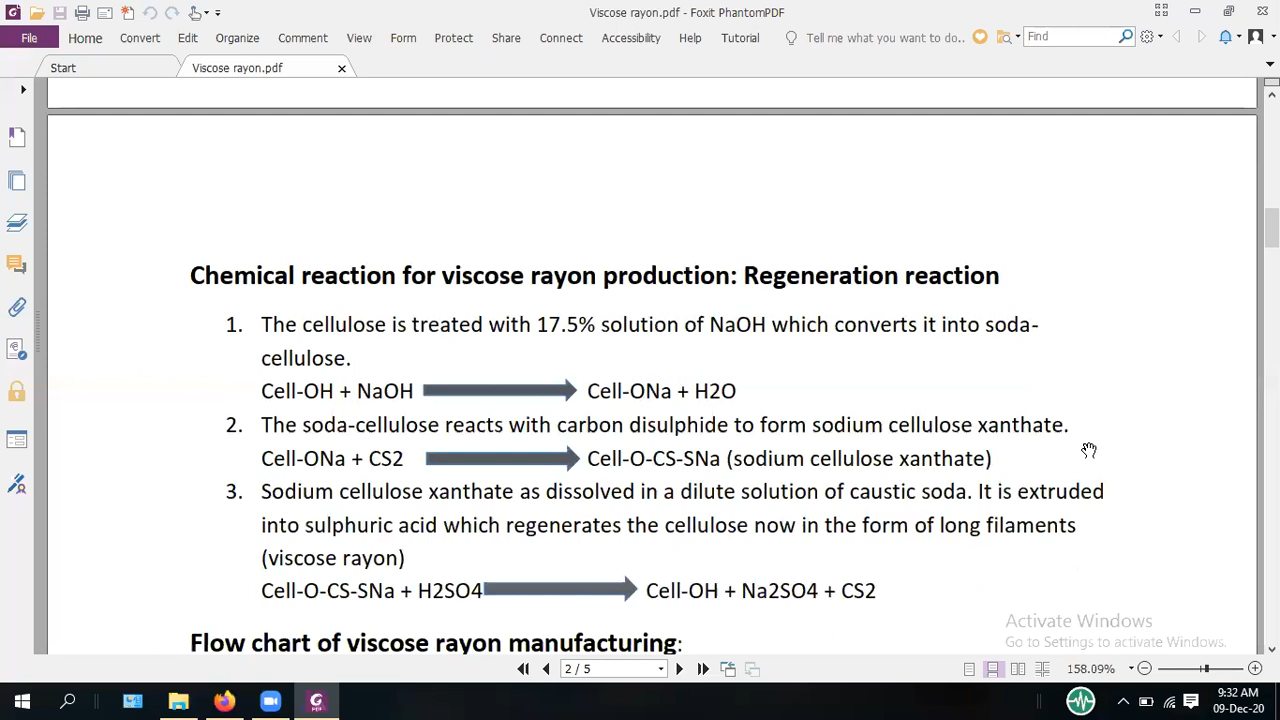 Viscose rayon.pdf - Foxit PhantomPDF
File Home Convert Edit Organize Comment View Form Protect Share Connect Accessibility Help Tutorial Tell me what you want to do.. Find
Start Viscose rayon.pdf
Chemical reaction for viscose rayon production: Regeneration reaction
1. The cellulose is treated with 17.5% solution of NaOH which converts it into soda-
cellulose.
Cell-OH + NaOH Cell-ONa + H2O
2. The soda-cellulose reacts with carbon disulphide to form sodium cellulose xanthate.
Cell-ONa + CS2 Cell-O-CS-SNa (sodium cellulose xanthate)
3. Sodium cellulose xanthate as dissolved in a dilute solution of caustic soda. It is extruded
into sulphuric acid which regenerates the cellulose now in the form of long filaments
(viscose rayon)
Cell-O-CS-SNa + H2SO4 Cell-OH + Na2SO4 + CS2
Flow chart of viscose rayon manufacturing:
Activate Windows
Go to Settings to activate Windows.
2 / 5 158.09%
9:32 AM
09-Dec-20